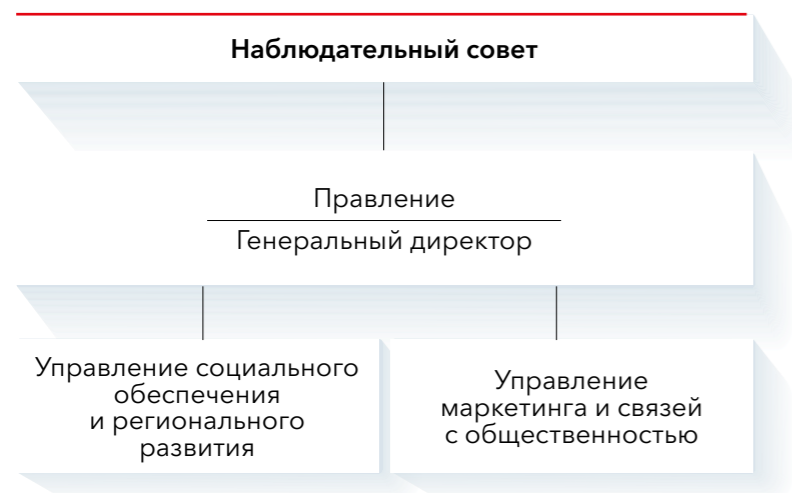 Наблюдательный совет
Правление
Генеральный директор
Управление социального
обеспечения
и регионального
развития
Управление
маркетинга и связей
с общественностью